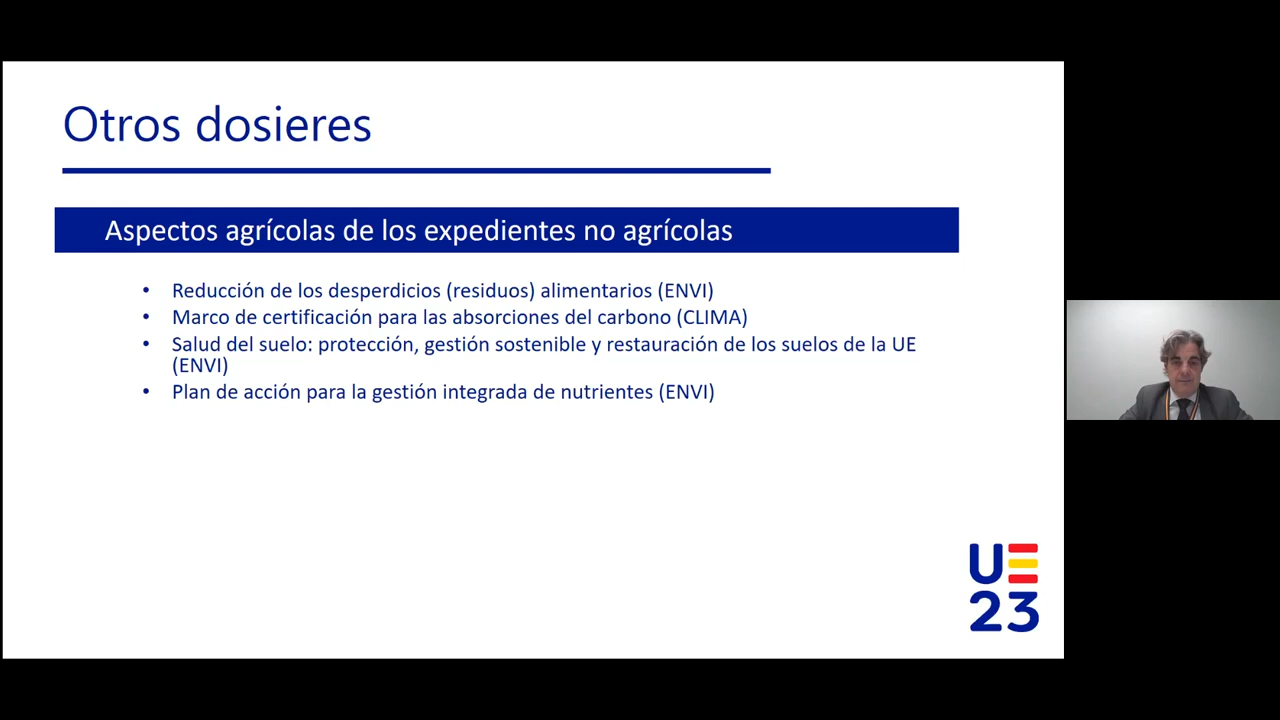 Otros dosieres
Aspectos agrícolas de los expedientes no agrícolas
• Reducción de los desperdicios (residuos) alimentarios (ENVI)
• Marco de certificación para las absorciones del carbono (CLIMA)
• Salud del suelo: protección, gestión sostenible y restauración de los suelos de la UE
(ENVI)
• Plan de acción para la gestión integrada de nutrientes (ENVI)
UE
23